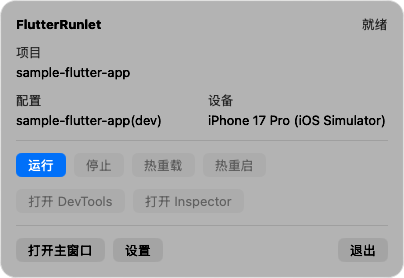 FlutterRunlet 就绪
项目
sample-flutter-app
配置 设备
sample-flutter-app(dev) iPhone 17 Pro (iOS Simulator)
运行 停止 热重载 热重启
打开 DevTools 打开 Inspector
打开主窗口 设置 退出